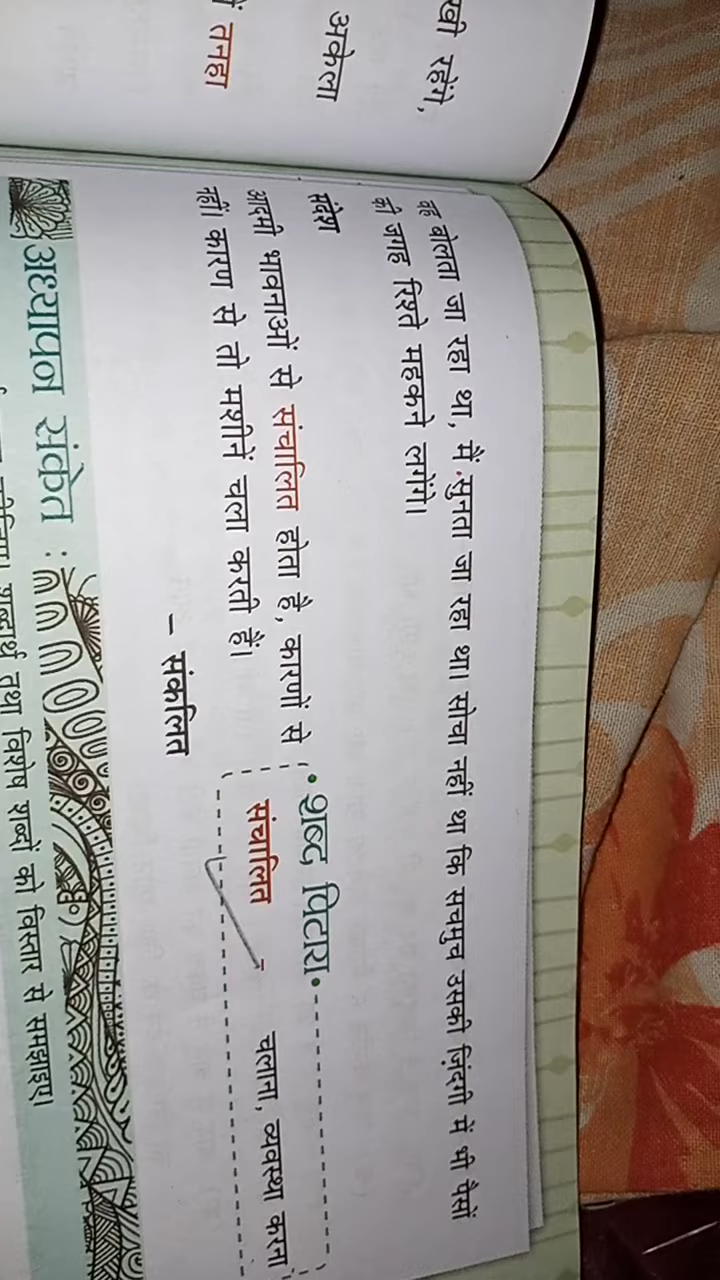 खी रहेंगे,
अकेला
तनहा
वह बोलता जा रहा था, मैं सुनता जा रहा था। सोचा नहीं था कि सचमुच उसकी ज़िंदगी में भी पैसों
की जगह रिश्ते महकने लगेंगे।
संदेश
आदमी भावनाओं से संचालित होता है, कारणों से
नहीं। कारण से तो मशीनें चला करती हैं।
– संकलित
• शब्द पिटारा •
संचालित – चलाना, व्यवस्था करना
अध्यापन संकेत :
शब्दार्थ तथा विशेष शब्दों को विस्तार से समझाइए।